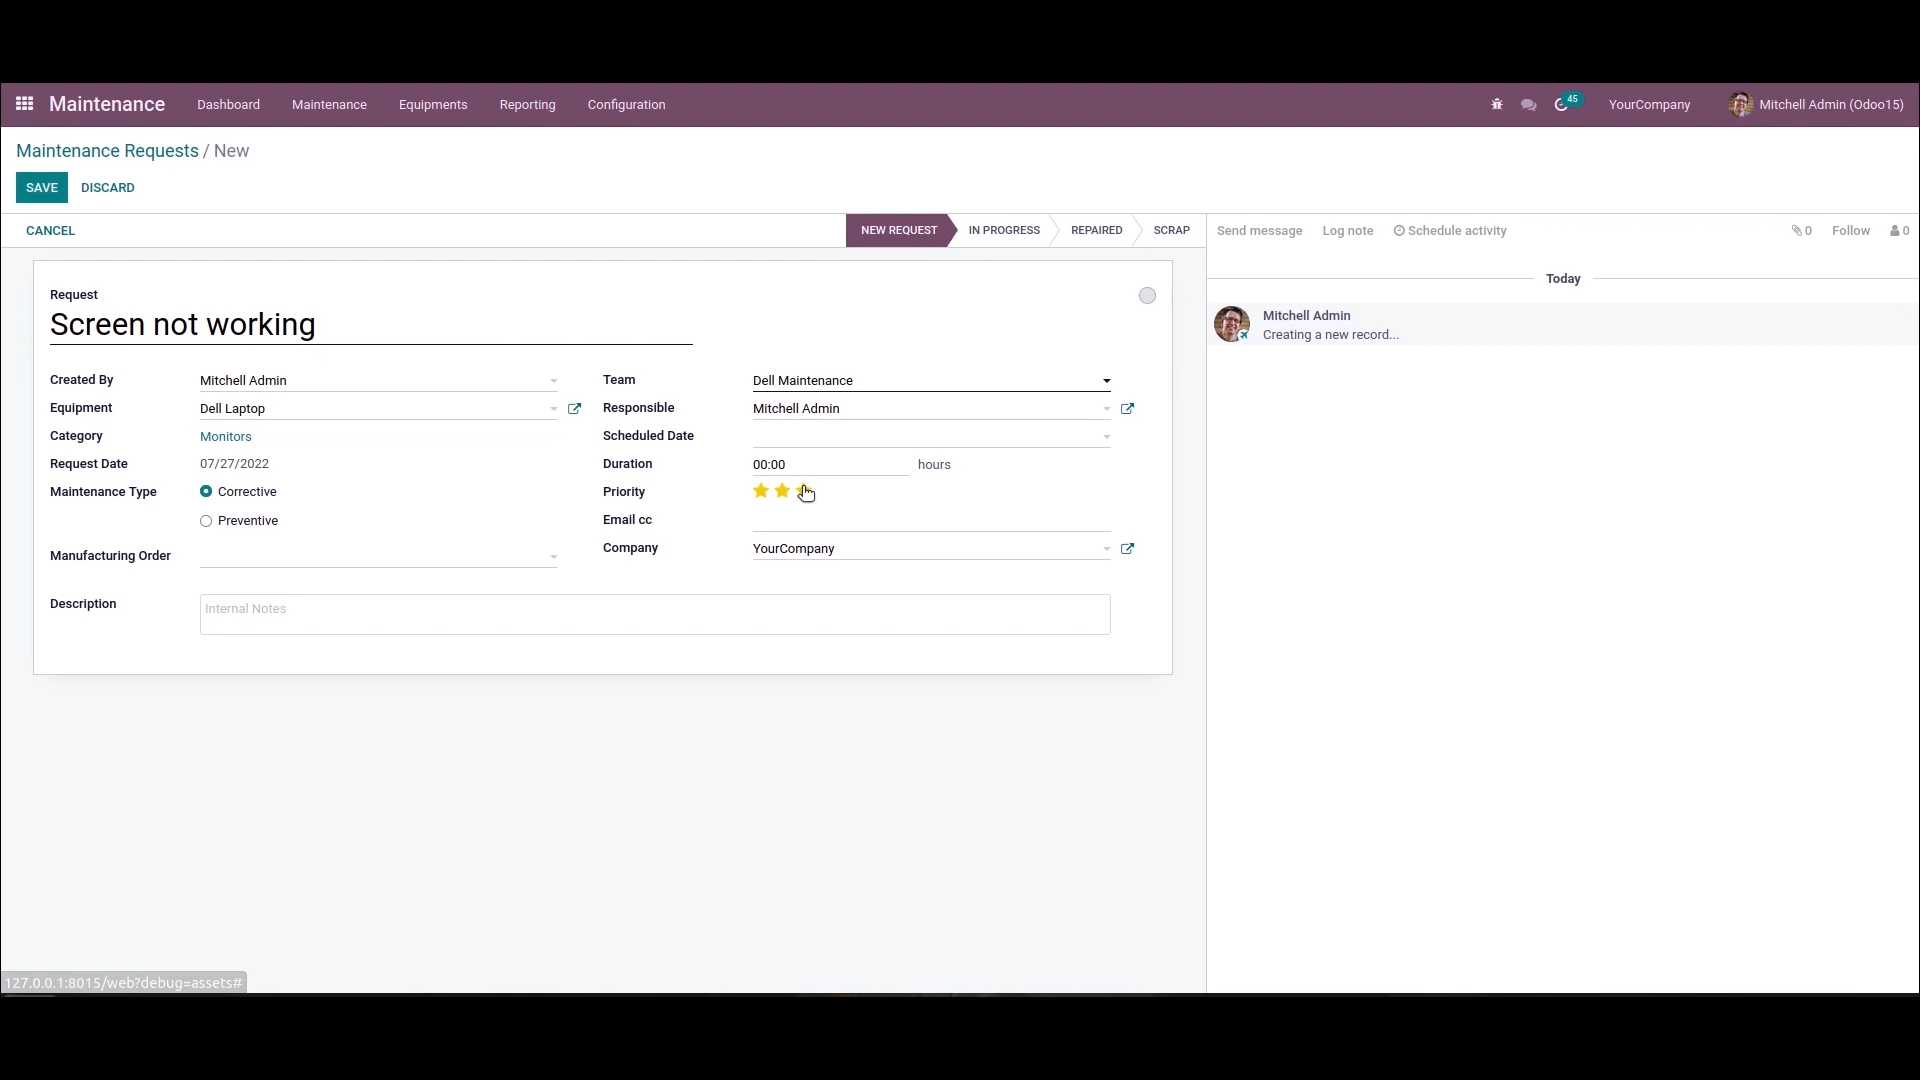 Maintenance Dashboard Maintenance Equipments Reporting Configuration 45 YourCompany Mitchell Admin (Odoo15)
Maintenance Requests / New
SAVE DISCARD
CANCEL NEW REQUEST IN PROGRESS REPAIRED SCRAP Send message Log note Schedule activity 0 Follow 0
Today
Request
Screen not working
Mitchell Admin
Creating a new record...
Created By Mitchell Admin
Equipment Dell Laptop
Category Monitors
Request Date 07/27/2022
Maintenance Type Corrective
Preventive
Manufacturing Order
Team Dell Maintenance
Responsible Mitchell Admin
Scheduled Date
Duration 00:00 hours
Priority
Email cc
Company YourCompany
Description Internal Notes
127.0.0.1:8015/web?debug=assets#